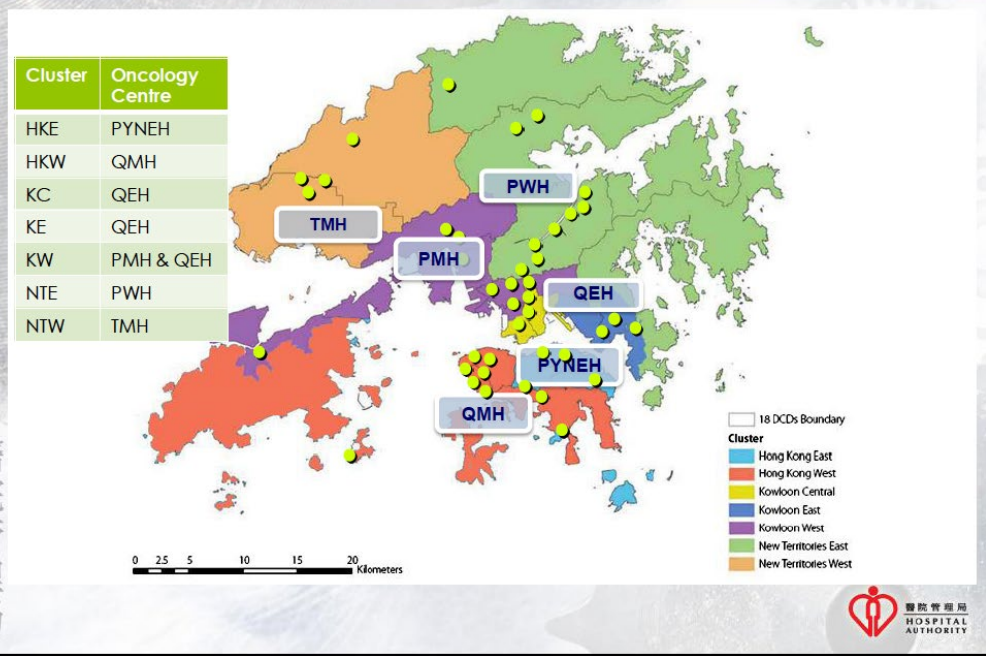 Cluster Oncology Centre
HKE PYNEH
HKW QMH
KC QEH
KE QEH
KW PMH & QEH
NTE PWH
NTW TMH
PWH
TMH
PMH
QEH
PYNEH
QMH
18 DCDs Boundary
Cluster
Hong Kong East
Hong Kong West
Kowloon Central
Kowloon East
Kowloon West
New Territories East
New Territories West
0 2.5 5 10 15 20
Kilometers
醫院管理局
HOSPITAL
AUTHORITY